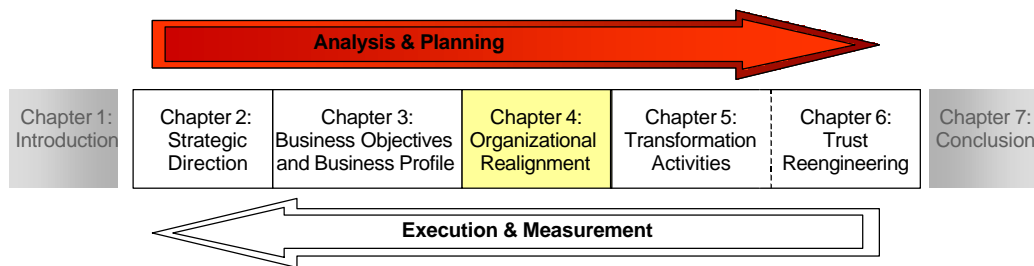 Analysis & Planning
Chapter 1:
Introduction
Chapter 2:
Strategic
Direction
Chapter 3:
Business Objectives
and Business Profile
Chapter 4:
Organizational
Realignment
Chapter 5:
Transformation
Activities
Chapter 6:
Trust
Reengineering
Chapter 7:
Conclusion
Execution & Measurement